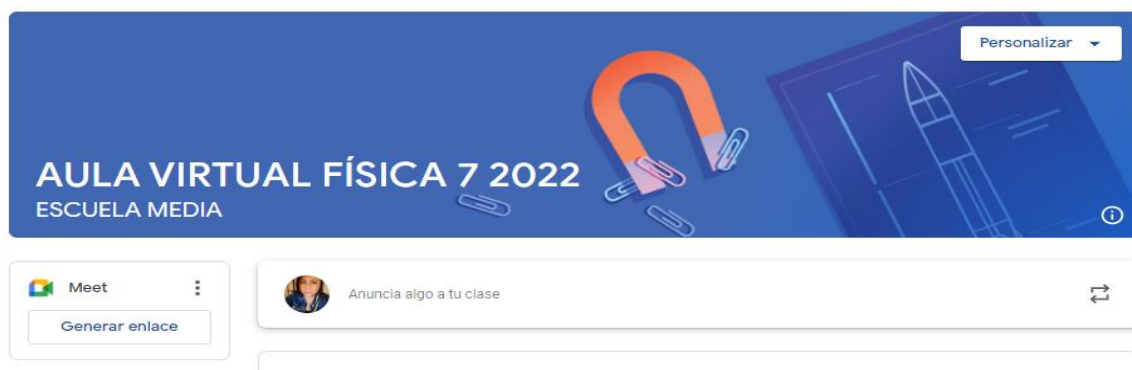 Personalizar
AULA VIRTUAL FÍSICA 7 2022
ESCUELA MEDIA
Meet
Generar enlace
Anuncia algo a tu clase